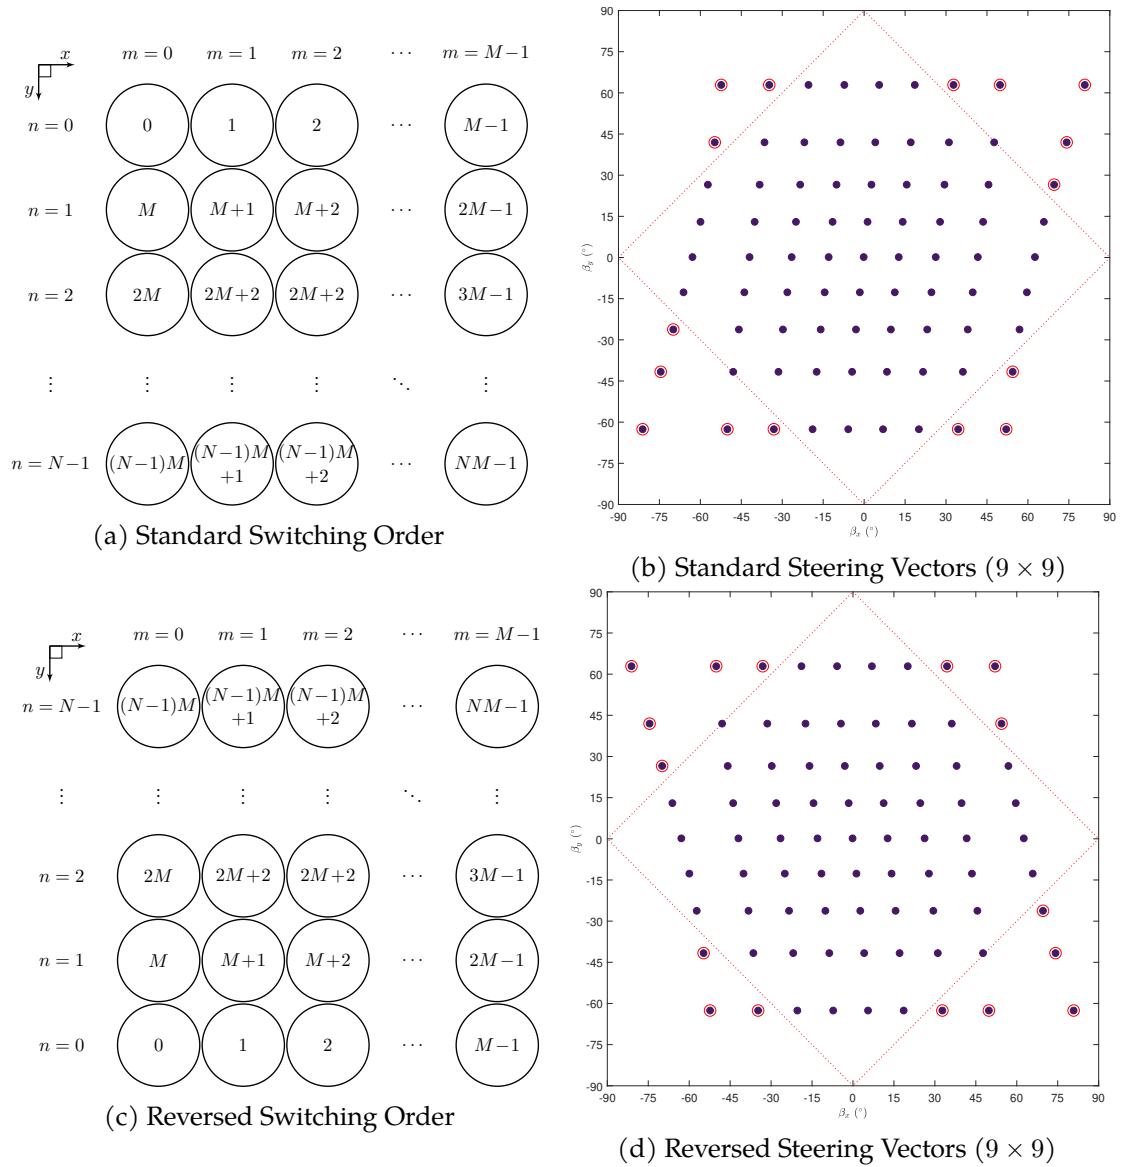 x
y
m = 0 m = 1 m = 2 ⋯ m = M−1
n = 0 0 1 2 ⋯ M−1
n = 1 M M+1 M+2 ⋯ 2M−1
n = 2 2M 2M+2 2M+2 ⋯ 3M−1
⋮ ⋮ ⋮ ⋮ ⋱ ⋮
n = N−1 (N−1)M (N−1)M +1 (N−1)M +2 ⋯ NM−1
(a) Standard Switching Order
90
75
60
45
30
15
0
-15
-30
-45
-60
-75
-90
βy (°)
-90 -75 -60 -45 -30 -15 0 15 30 45 60 75 90
βx (°)
(b) Standard Steering Vectors (9 × 9)
x
y
m = 0 m = 1 m = 2 ⋯ m = M−1
n = N−1 (N−1)M (N−1)M +1 (N−1)M +2 ⋯ NM−1
⋮ ⋮ ⋮ ⋮ ⋱ ⋮
n = 2 2M 2M+2 2M+2 ⋯ 3M−1
n = 1 M M+1 M+2 ⋯ 2M−1
n = 0 0 1 2 ⋯ M−1
(c) Reversed Switching Order
90
75
60
45
30
15
0
-15
-30
-45
-60
-75
-90
βy (°)
-90 -75 -60 -45 -30 -15 0 15 30 45 60 75 90
βx (°)
(d) Reversed Steering Vectors (9 × 9)